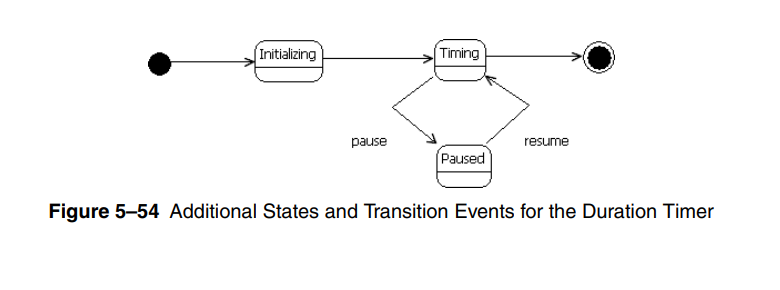 Initializing
Timing
pause
resume
Paused
Figure 5–54 Additional States and Transition Events for the Duration Timer